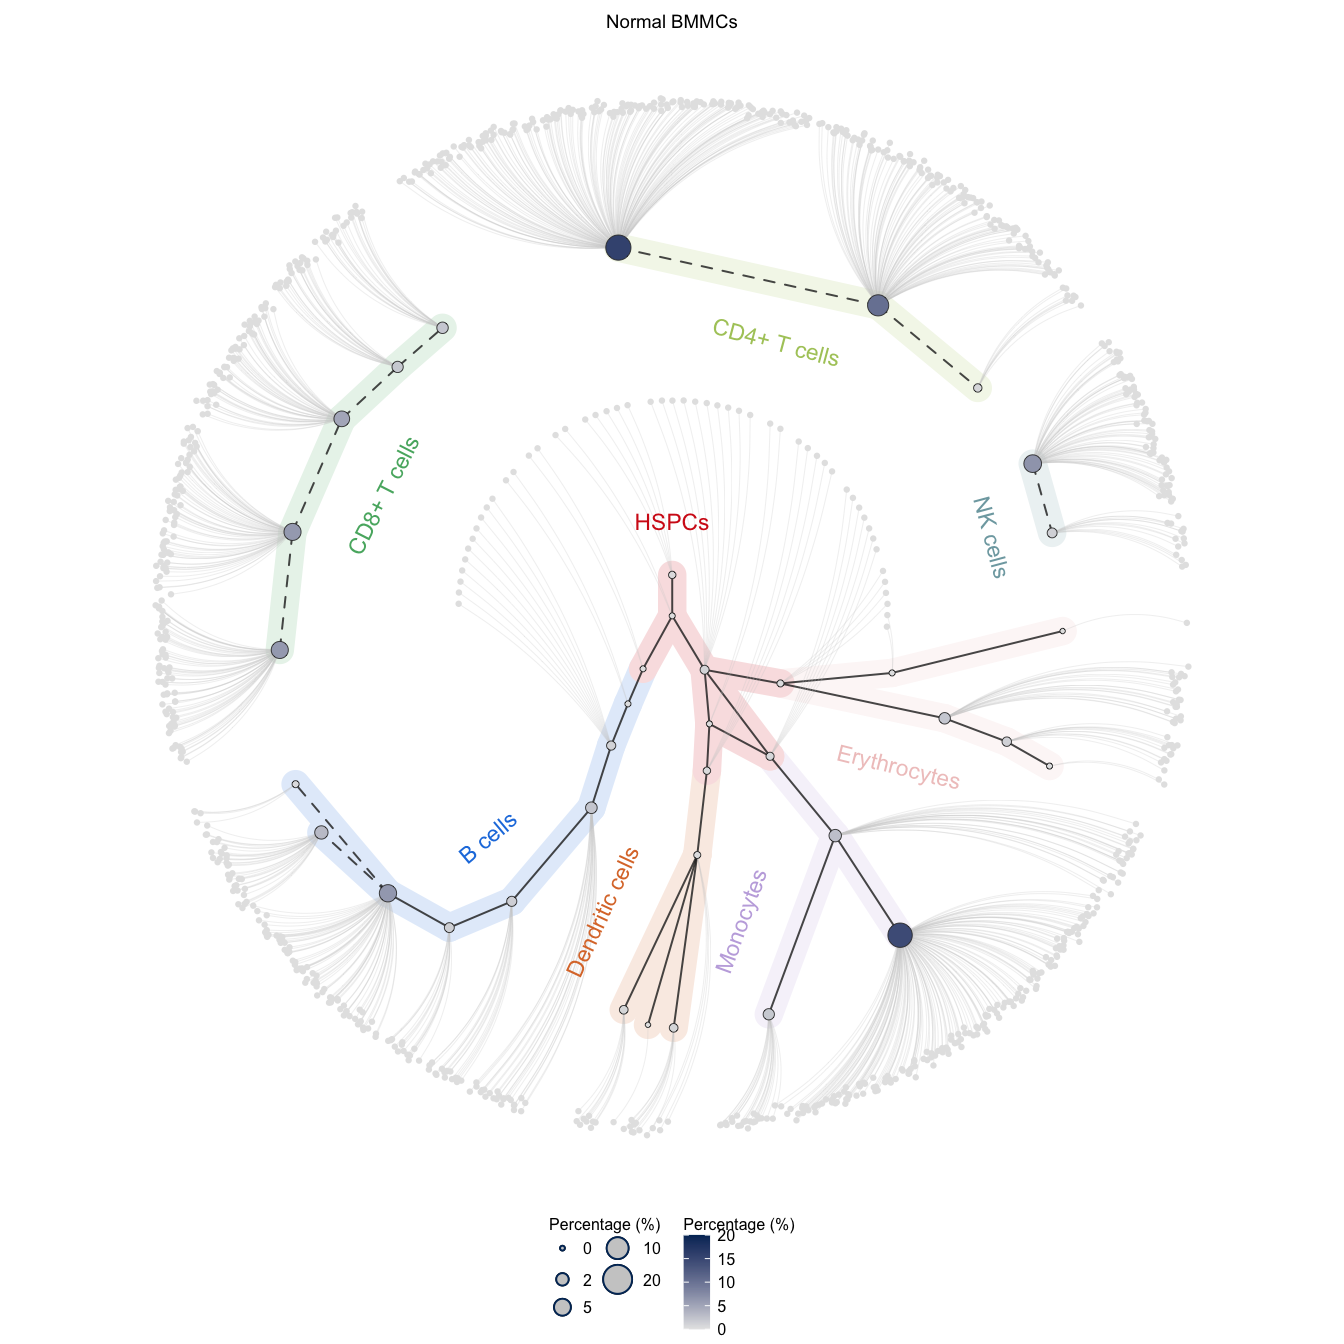 Normal BMMCs
CD4+ T cells
CD8+ T cells
NK cells
HSPCs
Erythrocytes
B cells
Dendritic cells
Monocytes
Percentage (%)
0
10
2
20
5
Percentage (%)
20
15
10
5
0